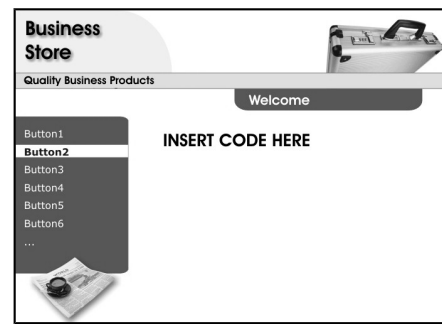 Business
Store
Quality Business Products
Welcome
Button1
INSERT CODE HERE
Button2
Button3
Button4
Button5
Button6
...